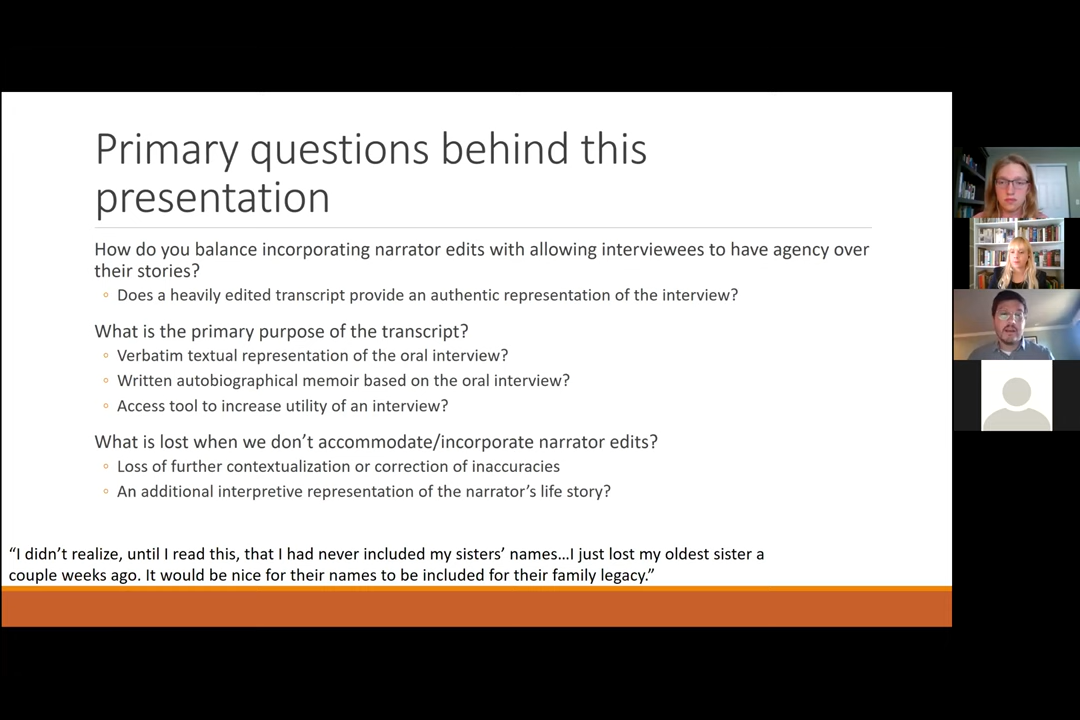 Primary questions behind this
presentation
How do you balance incorporating narrator edits with allowing interviewees to have agency over
their stories?
◦ Does a heavily edited transcript provide an authentic representation of the interview?
What is the primary purpose of the transcript?
◦ Verbatim textual representation of the oral interview?
◦ Written autobiographical memoir based on the oral interview?
◦ Access tool to increase utility of an interview?
What is lost when we don’t accommodate/incorporate narrator edits?
◦ Loss of further contextualization or correction of inaccuracies
◦ An additional interpretive representation of the narrator’s life story?
“I didn’t realize, until I read this, that I had never included my sisters’ names…I just lost my oldest sister a
couple weeks ago. It would be nice for their names to be included for their family legacy.”